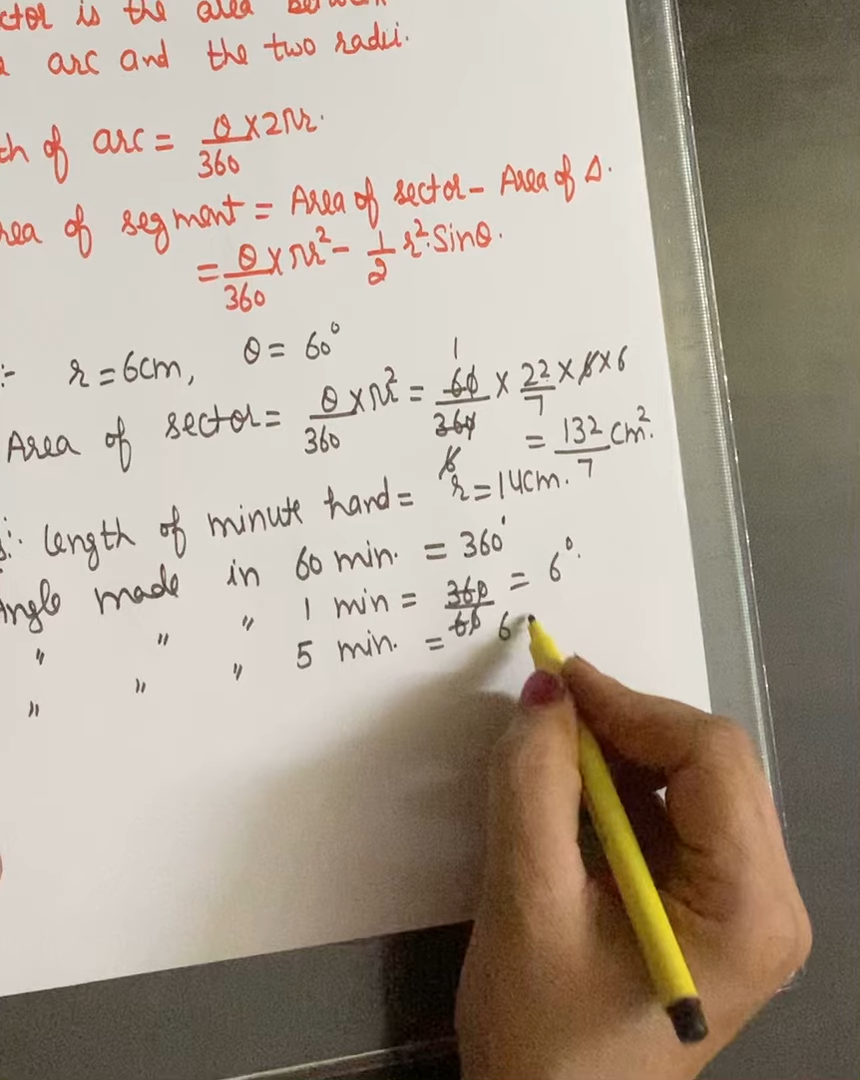 ctor is the area
arc and the two radii.
th of arc = θ/360 × 2πr.
rea of segment = Area of sector - Area of Δ.
= θ/360 × πr² - 1/2 r². Sinθ.
:- r = 6cm, θ = 60°
Area of sector = θ/360 × πr² = 60/360 × 22/7 × 6 × 6
1
6
= 132/7 cm².
∴ length of minute hand = r = 14cm.
Angle made in 60 min. = 360°
" " " 1 min = 360/60 = 6°.
" " " 5 min. = 6